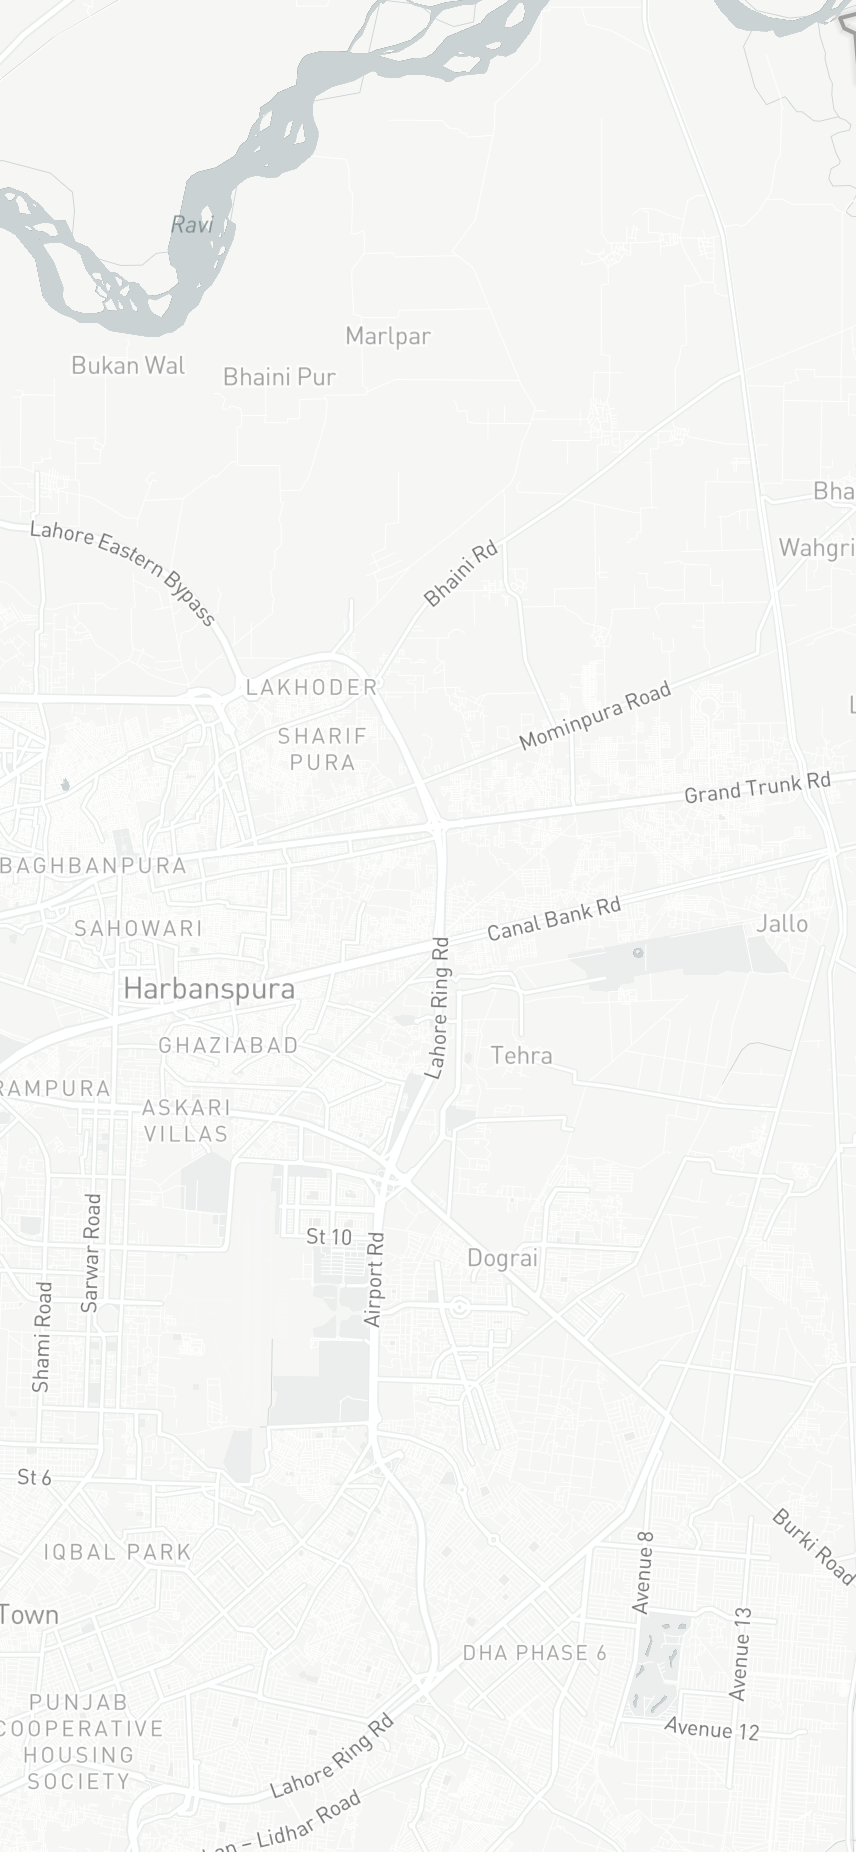 Ravi
Marlpar
Bukan Wal
Bhaini Pur
Bha
Lahore Eastern Bypass
Wahgri
Bhaini Rd
LAKHODER
Mominpura Road
SHARIF
PURA
Grand Trunk Rd
BAGHBANPURA
Canal Bank Rd
SAHOWARI
Jallo
Harbanspura
Lahore Ring Rd
GHAZIABAD
Tehra
RAMPURA
ASKARI
VILLAS
St 10
Sarwar Road
Airport Rd
Dograi
Shami Road
St 6
Burki Road
IQBAL PARK
Avenue 8
Town
Avenue 13
DHA PHASE 6
PUNJAB
COOPERATIVE
HOUSING
SOCIETY
Avenue 12
Lahore Ring Rd
– Lidhar Road